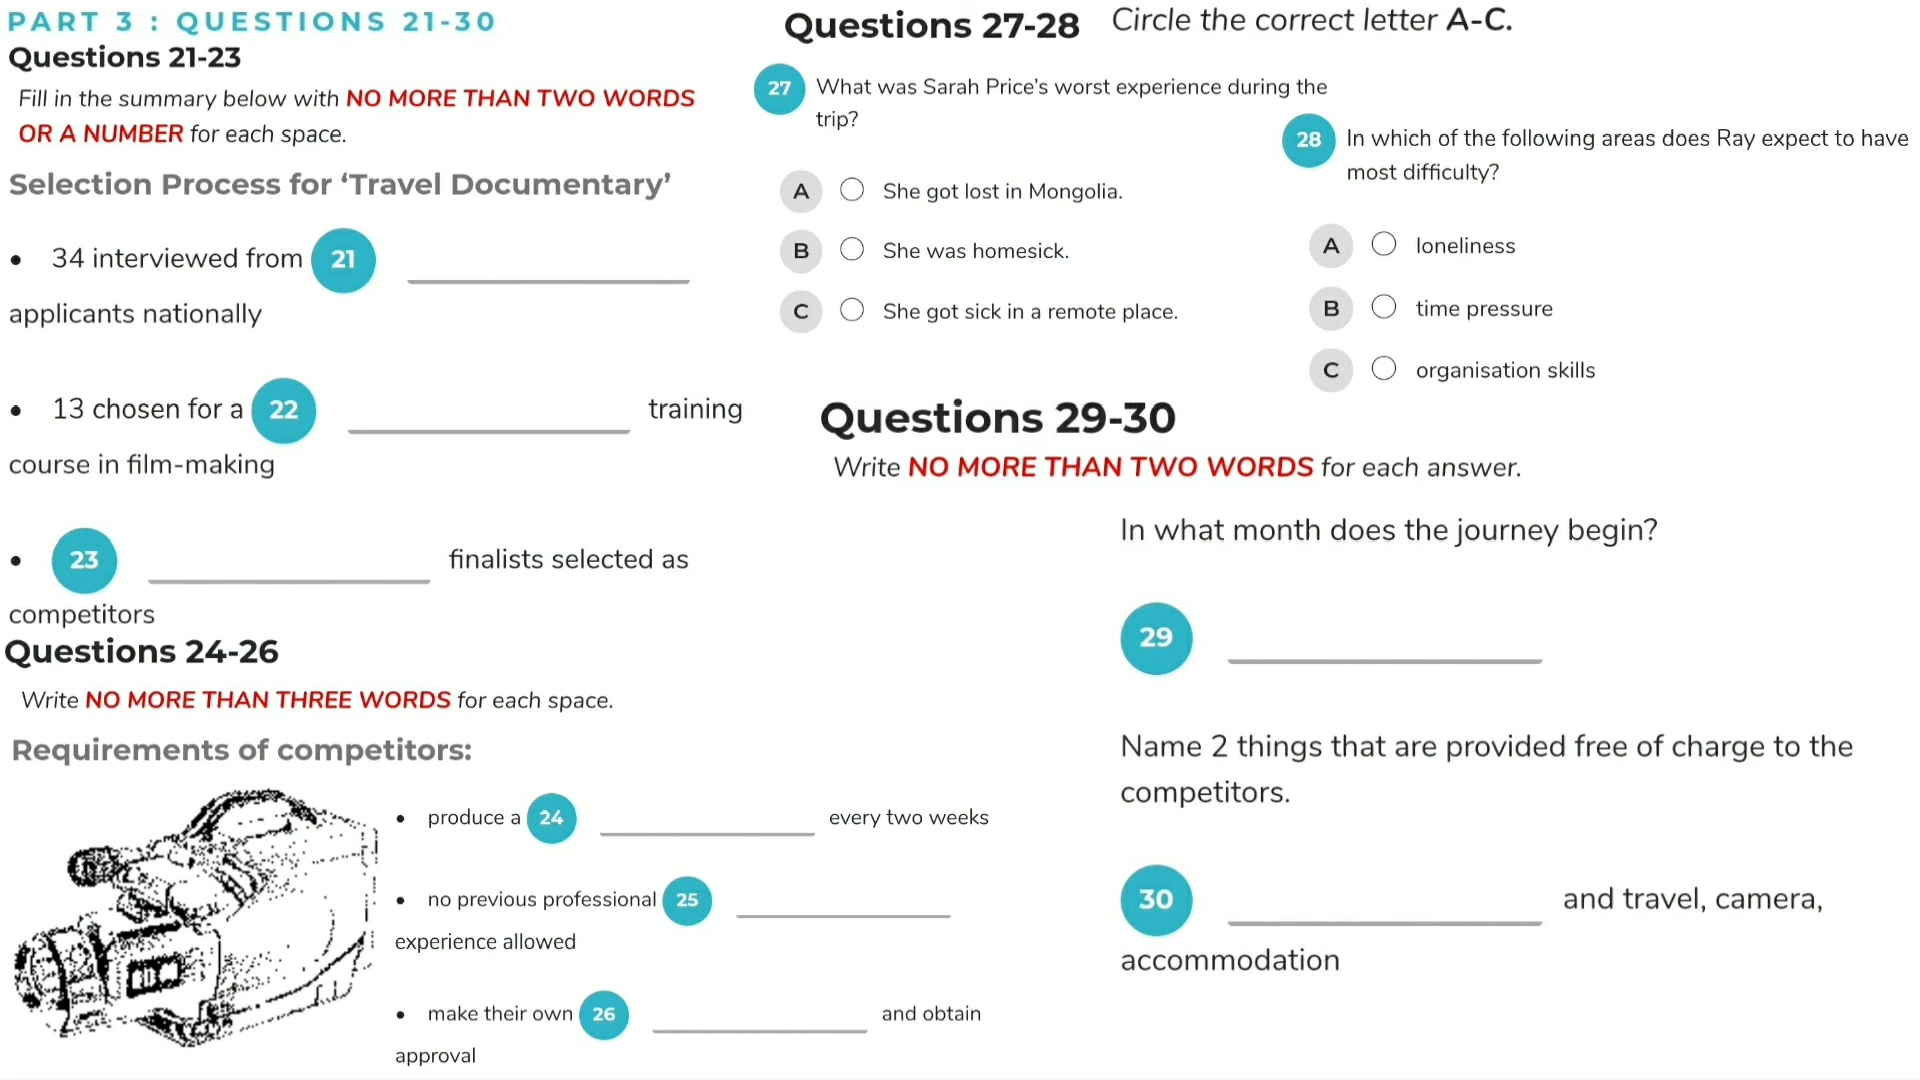 PART 3 : QUESTIONS 21-30
Questions 21-23
Fill in the summary below with NO MORE THAN TWO WORDS
OR A NUMBER for each space.
Selection Process for ‘Travel Documentary’
• 34 interviewed from 21 ____________
applicants nationally
• 13 chosen for a 22 ____________ training
course in film-making
• 23 ____________ finalists selected as
competitors
Questions 24-26
Write NO MORE THAN THREE WORDS for each space.
Requirements of competitors:
• produce a 24 ____________ every two weeks
• no previous professional 25 ____________
experience allowed
• make their own 26 ____________ and obtain
approval
Questions 27-28 Circle the correct letter A-C.
27 What was Sarah Price’s worst experience during the
trip?
A She got lost in Mongolia.
B She was homesick.
C She got sick in a remote place.
28 In which of the following areas does Ray expect to have
most difficulty?
A loneliness
B time pressure
C organisation skills
Questions 29-30
Write NO MORE THAN TWO WORDS for each answer.
In what month does the journey begin?
29 ____________
Name 2 things that are provided free of charge to the
competitors.
30 ____________ and travel, camera,
accommodation